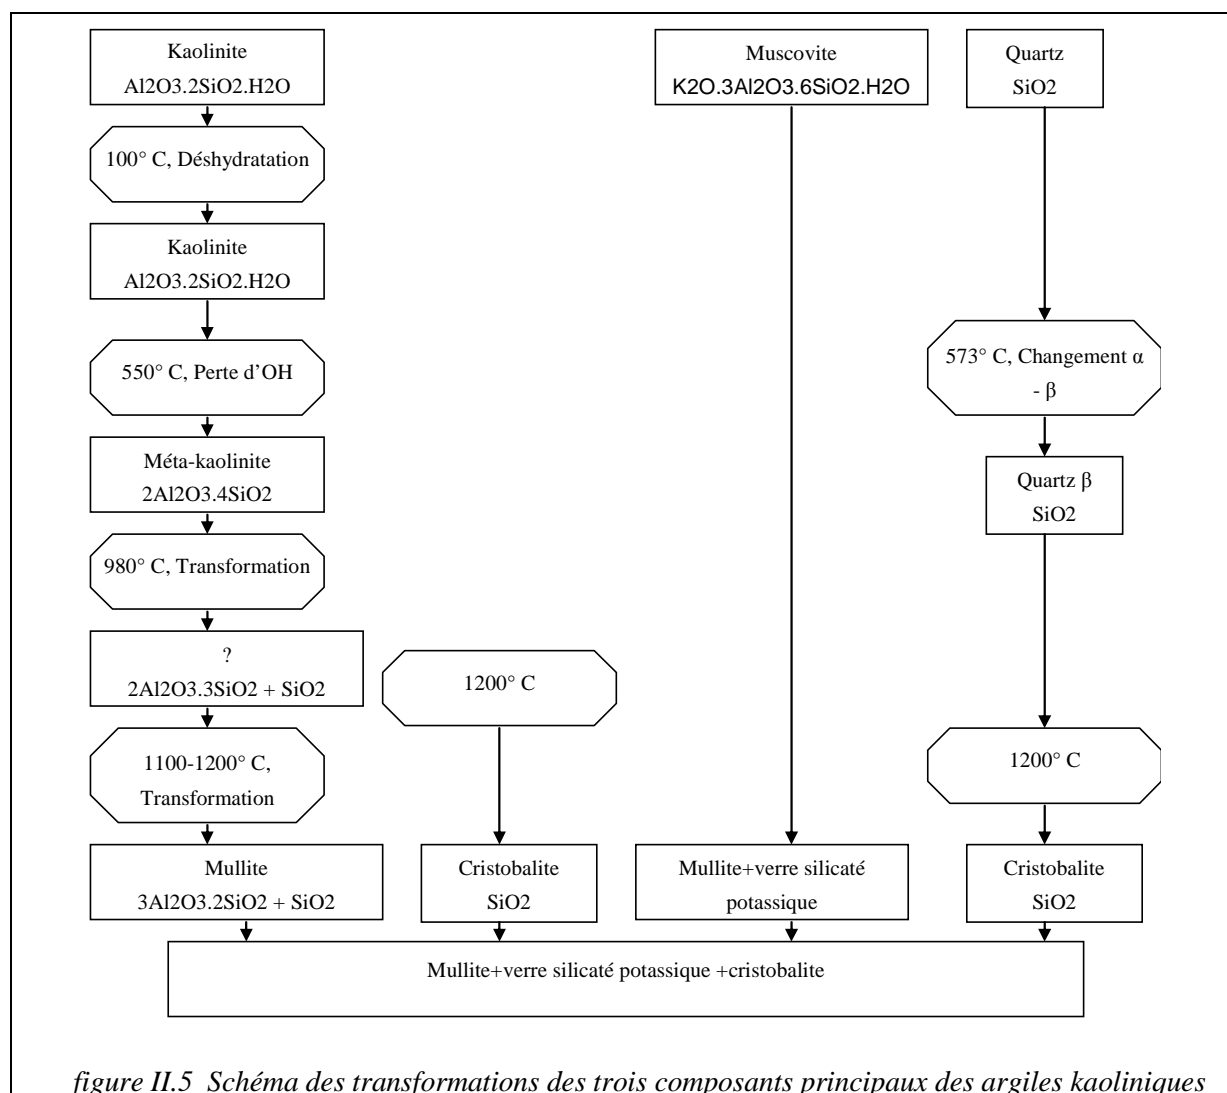 Kaolinite
Al2O3.2SiO2.H2O
100° C, Déshydratation
Kaolinite
Al2O3.2SiO2.H2O
550° C, Perte d'OH
Méta-kaolinite
2Al2O3.4SiO2
980° C, Transformation
?
2Al2O3.3SiO2 + SiO2
1100-1200° C,
Transformation
Mullite
3Al2O3.2SiO2 + SiO2
1200° C
Cristobalite
SiO2
Muscovite
K2O.3Al2O3.6SiO2.H2O
Mullite+verre silicaté
potassique
Quartz
SiO2
573° C, Changement α
- β
Quartz β
SiO2
1200° C
Cristobalite
SiO2
Mullite+verre silicaté potassique +cristobalite
figure II.5 Schéma des transformations des trois composants principaux des argiles kaoliniques